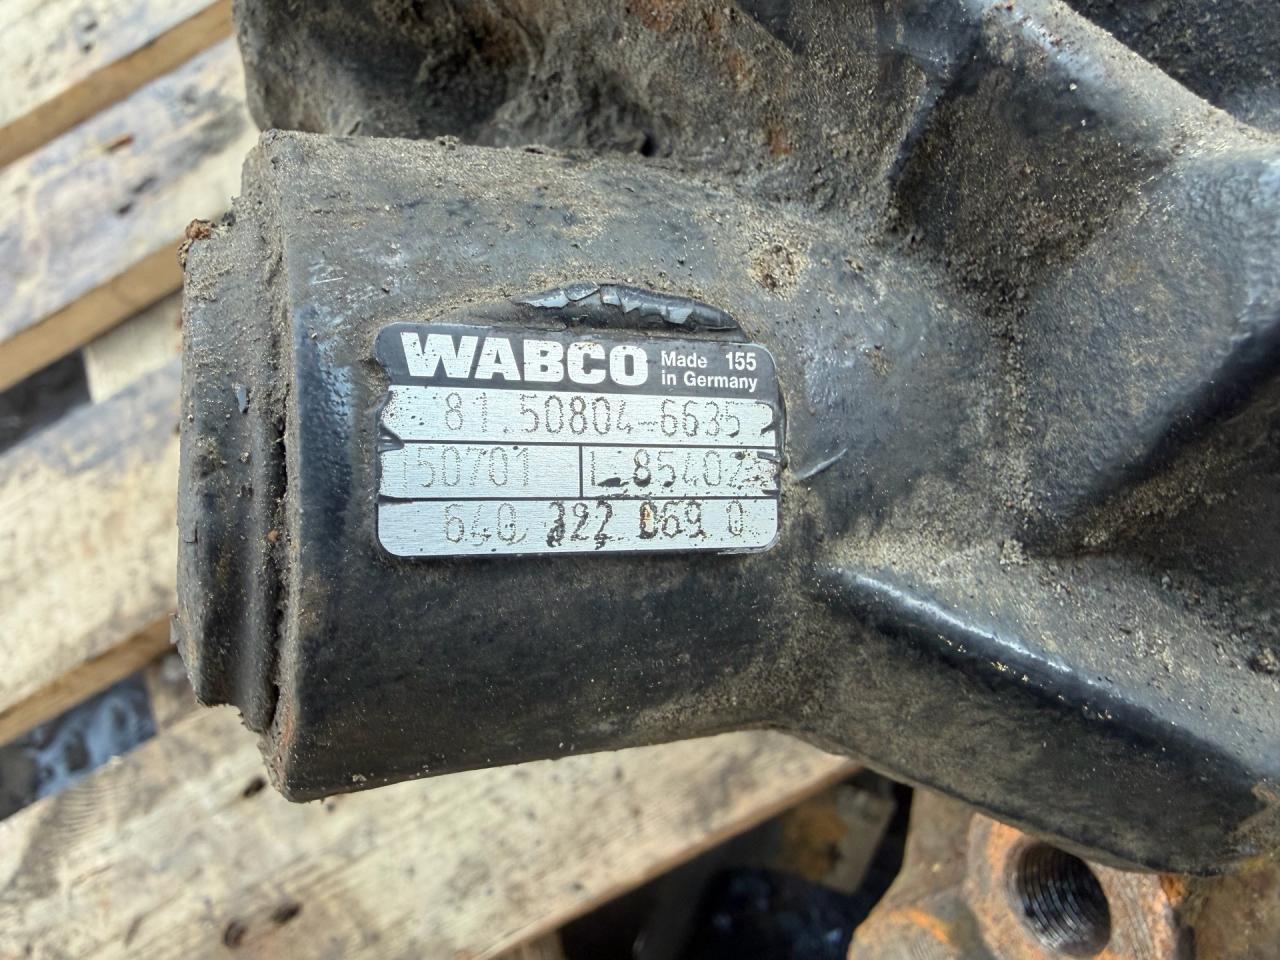 WABCO Made 155
in Germany
81.50804-6635
150701 L 85402
640 322 069 0